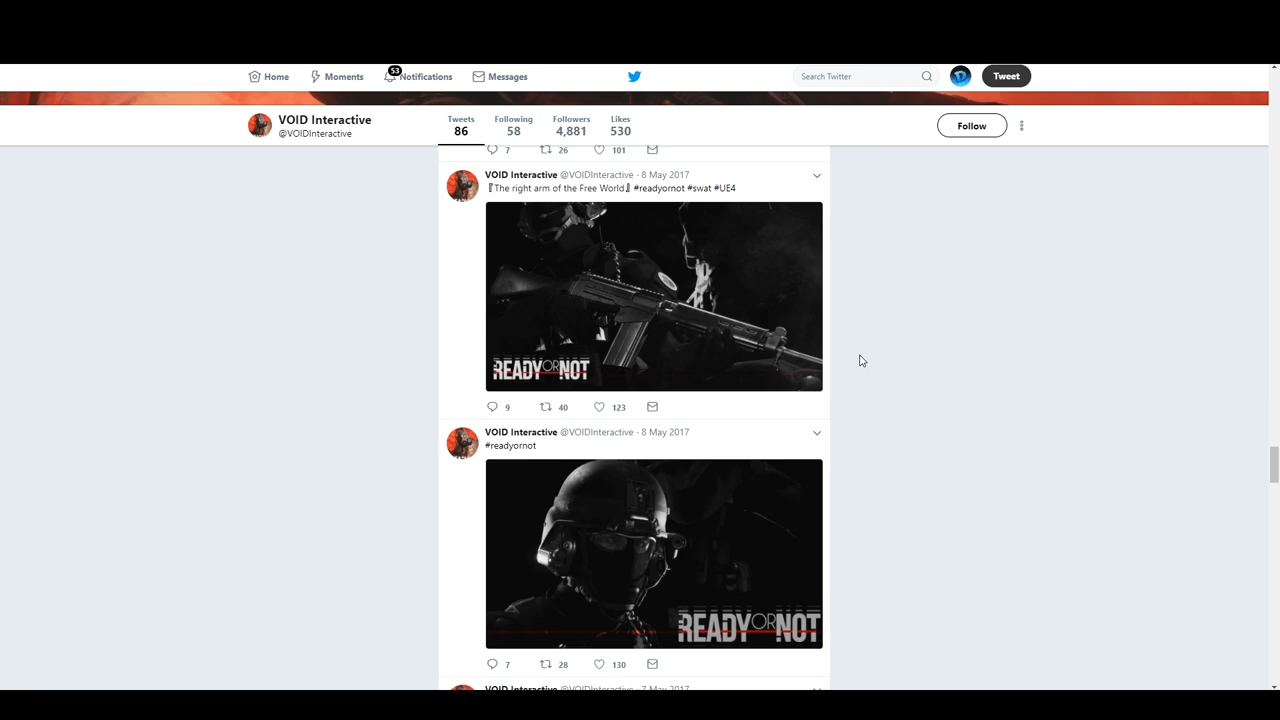 Home
Moments
53
Notifications
Messages
Search Twitter
Tweet
VOID Interactive
@VOIDInteractive
Tweets
86
Following
58
Followers
4,881
Likes
530
Follow
7
26
101
VOID Interactive @VOIDInteractive · 8 May 2017
『The right arm of the Free World』 #readyornot #swat #UE4
READY OR NOT
9
40
123
VOID Interactive @VOIDInteractive · 8 May 2017
#readyornot
READY OR NOT
7
28
130
VOID Interactive @VOIDInteractive · 7 May 2017